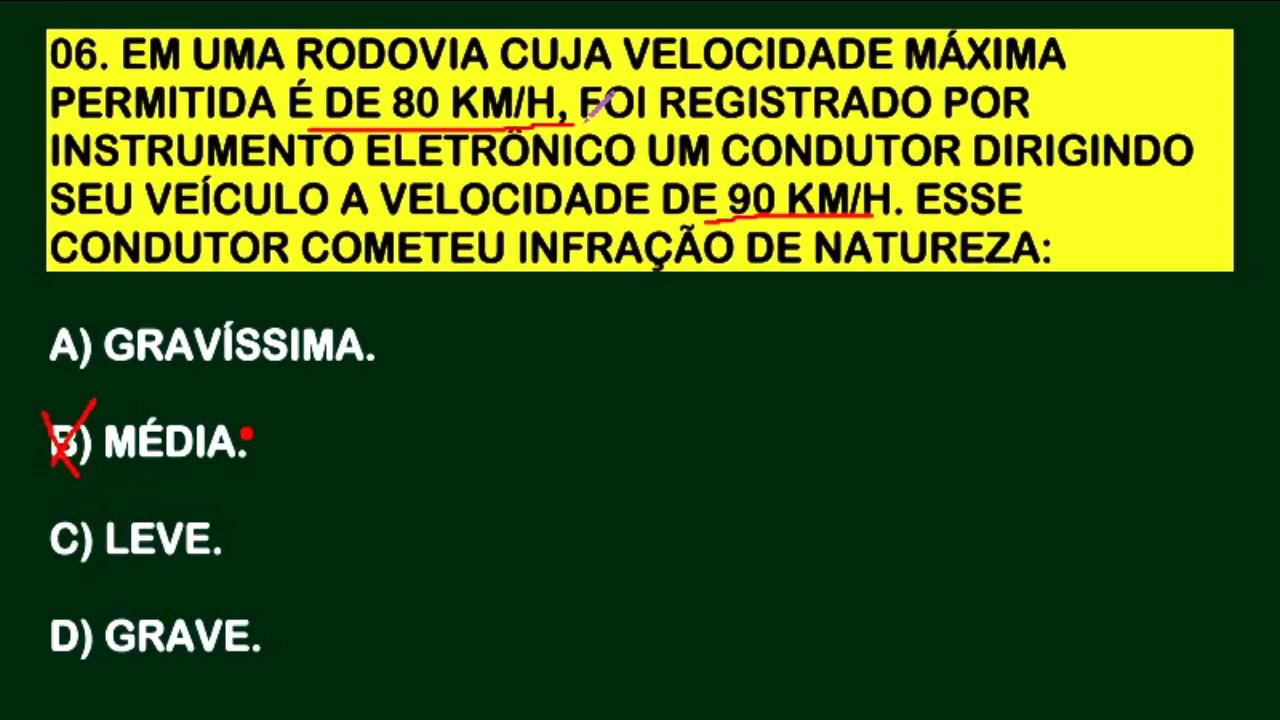 06. EM UMA RODOVIA CUJA VELOCIDADE MÁXIMA
PERMITIDA É DE 80 KM/H, FOI REGISTRADO POR
INSTRUMENTO ELETRÔNICO UM CONDUTOR DIRIGINDO
SEU VEÍCULO A VELOCIDADE DE 90 KM/H. ESSE
CONDUTOR COMETEU INFRAÇÃO DE NATUREZA:
A) GRAVÍSSIMA.
B) MÉDIA.
C) LEVE.
D) GRAVE.